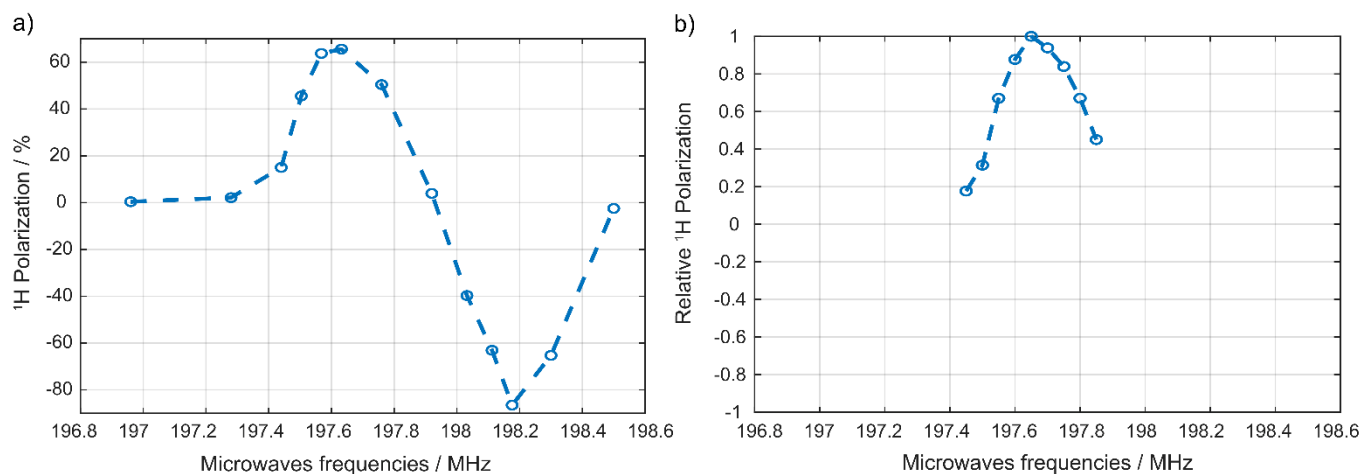 a)
¹H Polarization / %
60
40
20
0
-20
-40
-60
-80
196.8 197 197.2 197.4 197.6 197.8 198 198.2 198.4 198.6
Microwaves frequencies / MHz
b)
Relative ¹H Polarization
1
0.8
0.6
0.4
0.2
0
-0.2
-0.4
-0.6
-0.8
-1
196.8 197 197.2 197.4 197.6 197.8 198 198.2 198.4 198.6
Microwaves frequencies / MHz